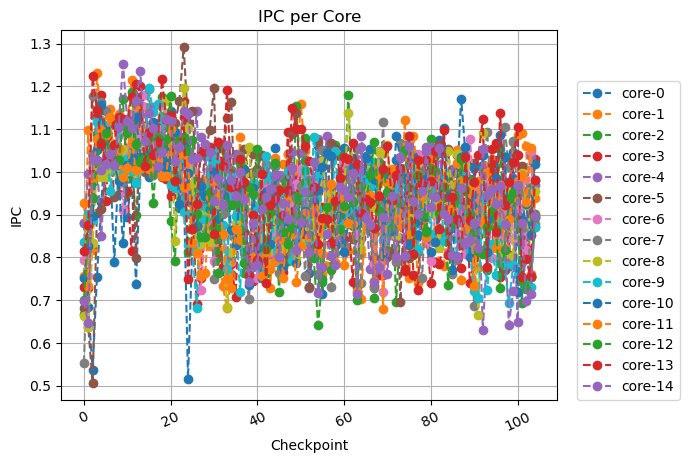 IPC per Core
IPC
1.3
1.2
1.1
1.0
0.9
0.8
0.7
0.6
0.5
0
20
40
60
80
100
Checkpoint
core-0
core-1
core-2
core-3
core-4
core-5
core-6
core-7
core-8
core-9
core-10
core-11
core-12
core-13
core-14